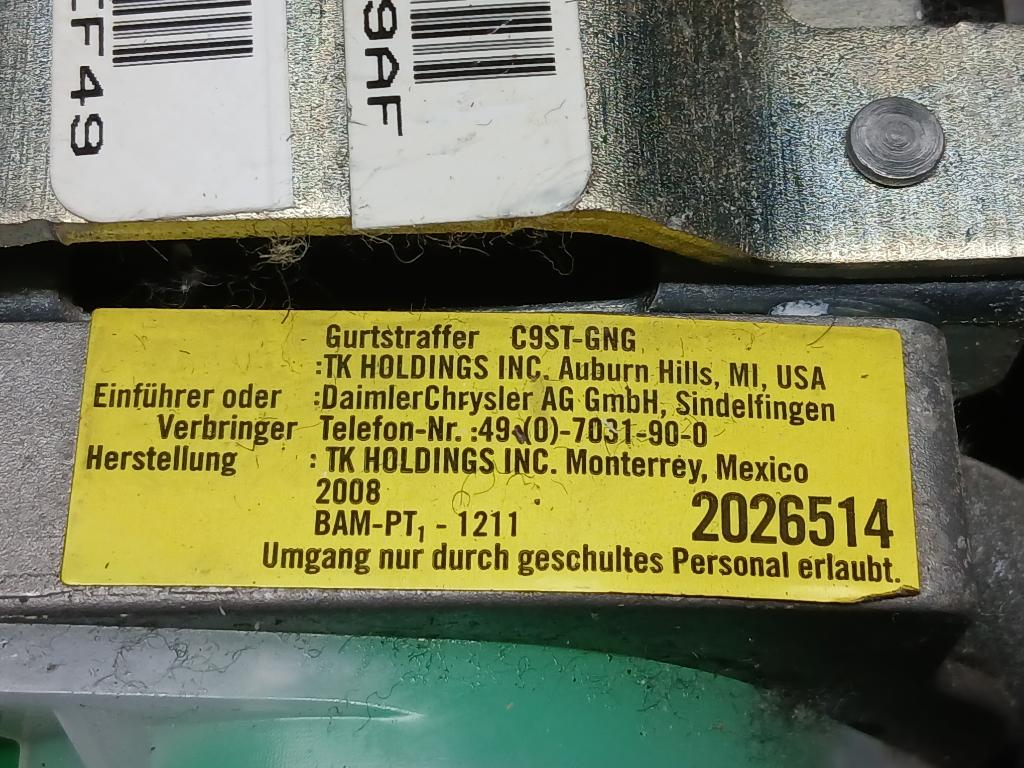 EF49
9AF
Gurtstraffer C9ST-GNG
:TK HOLDINGS INC. Auburn Hills, MI, USA
Einführer oder :DaimlerChrysler AG GmbH, Sindelfingen
Verbringer Telefon-Nr. :49-(0)-7031-90-0
Herstellung : TK HOLDINGS INC. Monterrey, Mexico
2008
2026514
BAM-PT₁ - 1211
Umgang nur durch geschultes Personal erlaubt.